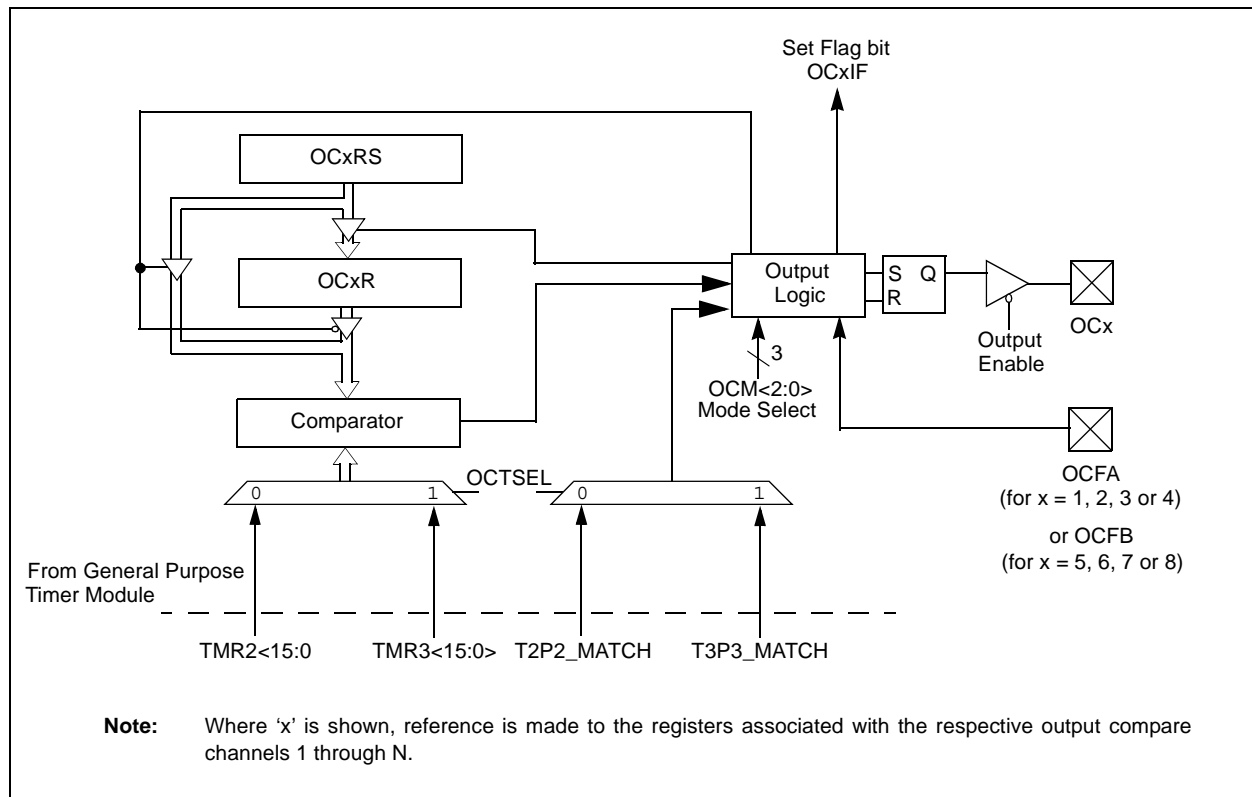 Set Flag bit
OCxIF
OCxRS
OCxR
Output
Logic
S Q
R
OCx
Output
Enable
3
OCM<2:0>
Mode Select
Comparator
OCTSEL
0 1
0 1
OCFA
(for x = 1, 2, 3 or 4)
or OCFB
(for x = 5, 6, 7 or 8)
From General Purpose
Timer Module
TMR2<15:0 TMR3<15:0> T2P2_MATCH T3P3_MATCH
Note: Where ‘x’ is shown, reference is made to the registers associated with the respective output compare
channels 1 through N.